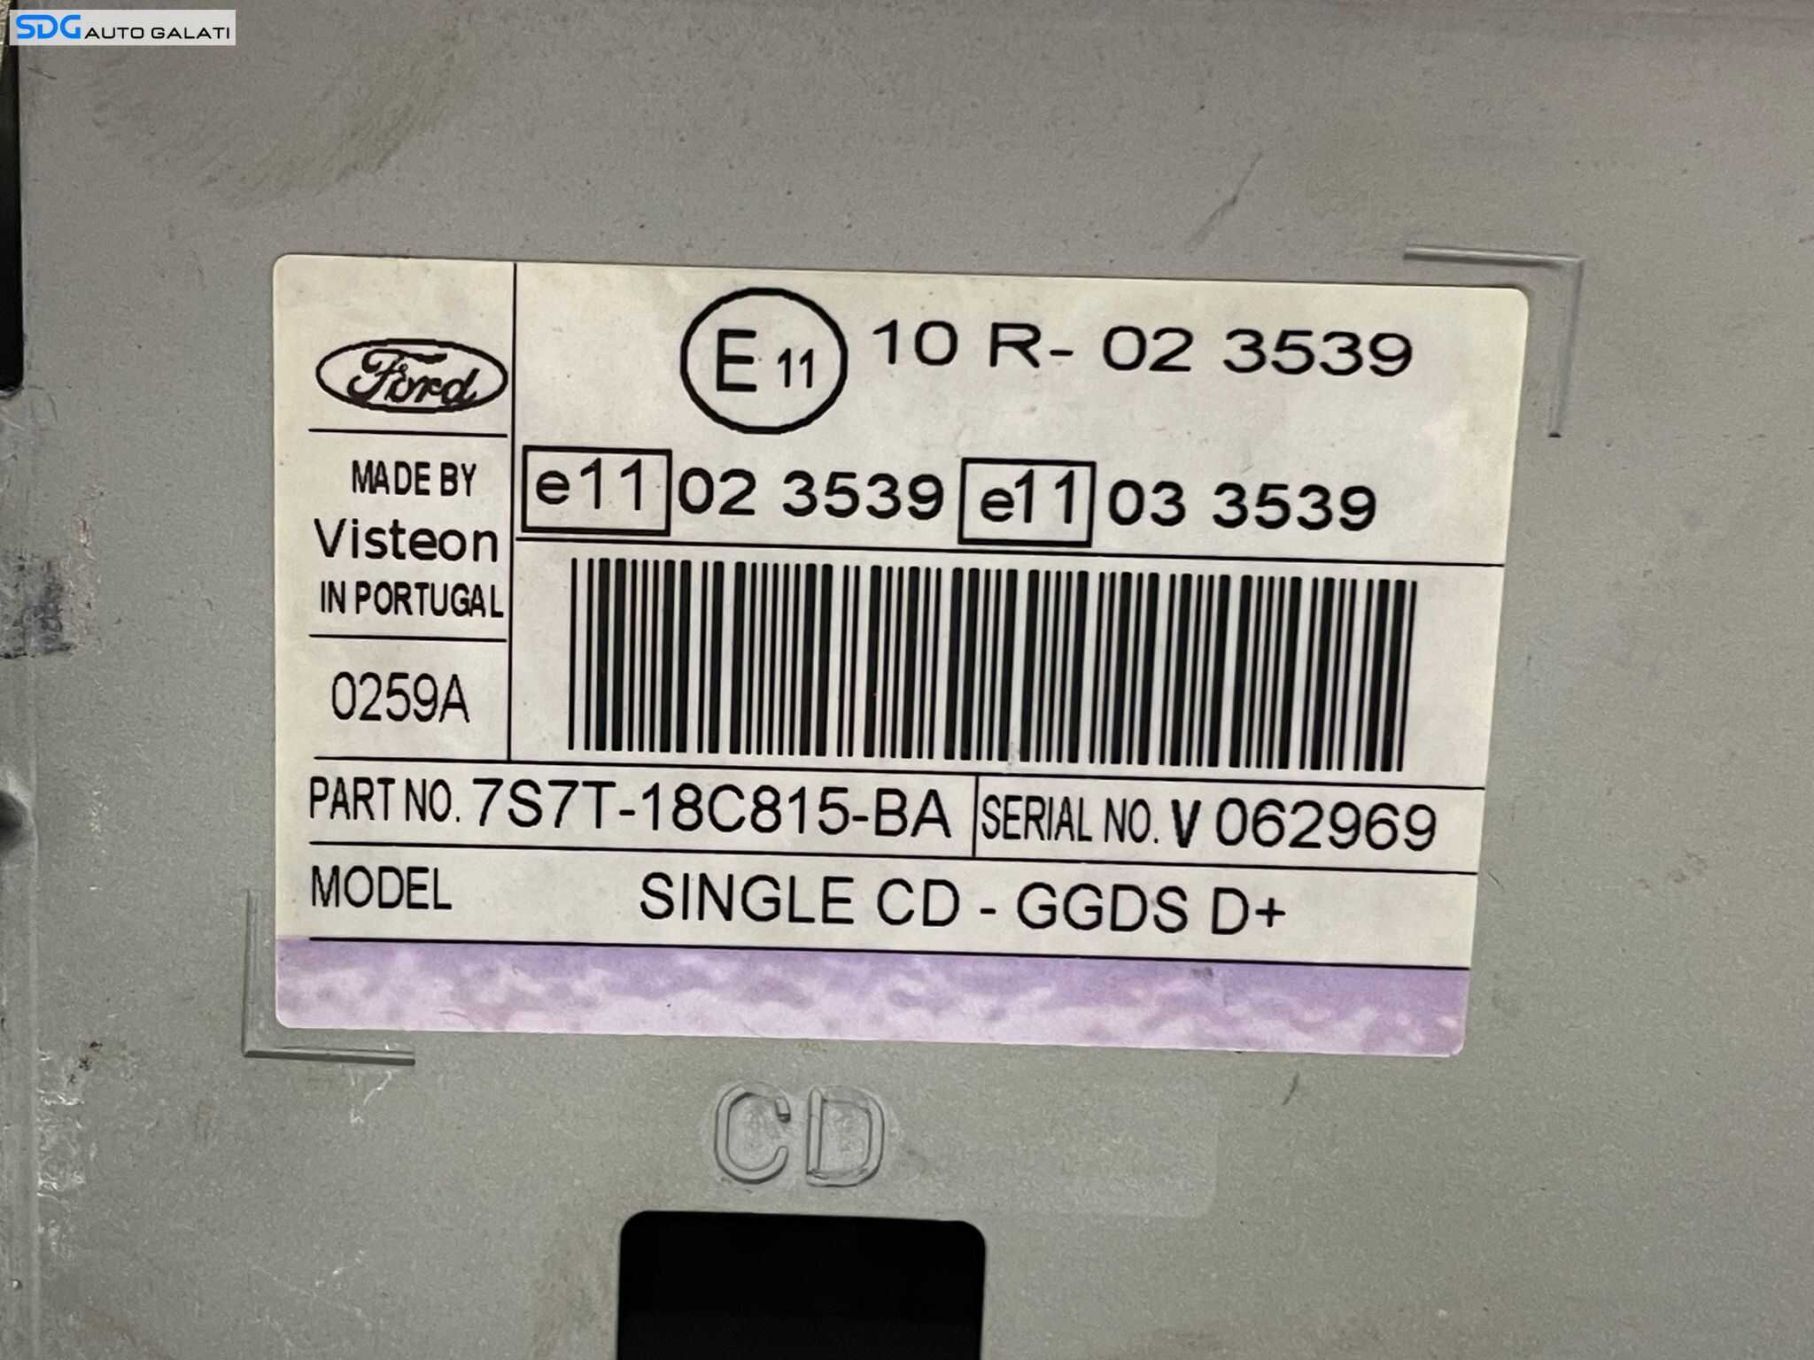 SDG AUTO GALATI
Ford
E 11 10 R- 02 3539
e11 02 3539 e11 03 3539
MADE BY
Visteon
IN PORTUGAL
0259A
PART NO. 7S7T-18C815-BA SERIAL NO. V 062969
MODEL SINGLE CD - GGDS D+
CD